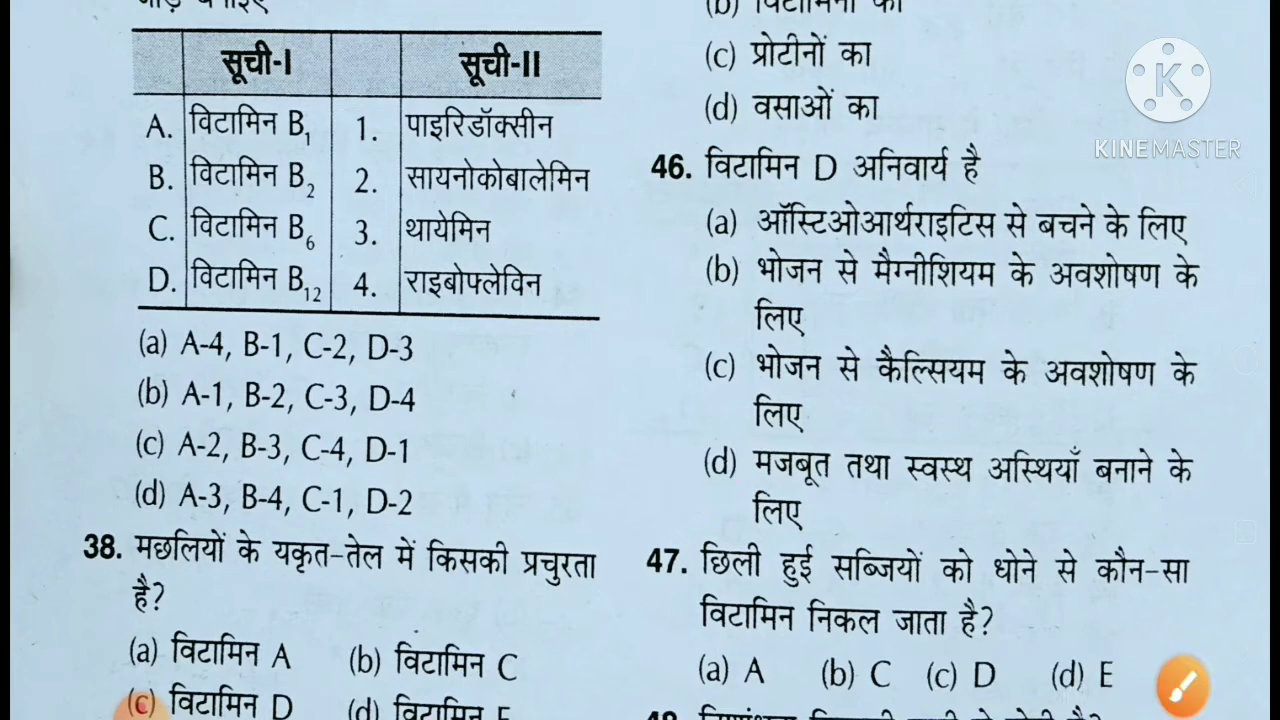 सूची-I सूची-II
A. विटामिन B₁ 1. पाइरिडॉक्सीन
B. विटामिन B₂ 2. सायनोकोबालेमिन
C. विटामिन B₆ 3. थायेमिन
D. विटामिन B₁₂ 4. राइबोफ्लेविन
(a) A-4, B-1, C-2, D-3
(b) A-1, B-2, C-3, D-4
(c) A-2, B-3, C-4, D-1
(d) A-3, B-4, C-1, D-2
38. मछलियों के यकृत-तेल में किसकी प्रचुरता
है?
(a) विटामिन A (b) विटामिन C
(c) विटामिन D (d) विटामिन E
(b) विटामिनों का
(c) प्रोटीनों का
(d) वसाओं का
46. विटामिन D अनिवार्य है
(a) ऑस्टिओआर्थराइटिस से बचने के लिए
(b) भोजन से मैग्नीशियम के अवशोषण के
लिए
(c) भोजन से कैल्सियम के अवशोषण के
लिए
(d) मजबूत तथा स्वस्थ अस्थियाँ बनाने के
लिए
47. छिली हुई सब्जियों को धोने से कौन-सा
विटामिन निकल जाता है?
(a) A (b) C (c) D (d) E
K
KINEMASTER